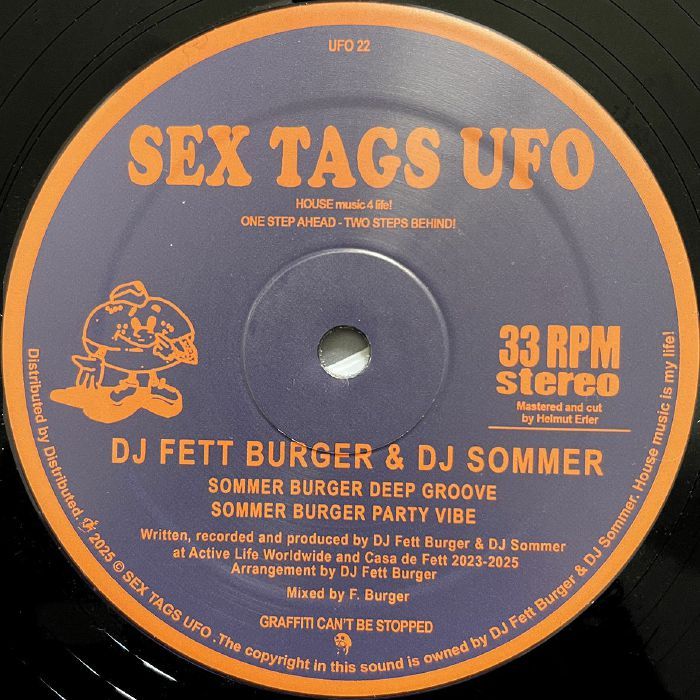 UFO 22
SEX TAGS UFO
HOUSE music 4 life!
ONE STEP AHEAD - TWO STEPS BEHIND!
33 RPM
stereo
Mastered and cut
by Helmut Erler
DJ FETT BURGER & DJ SOMMER
SOMMER BURGER DEEP GROOVE
SOMMER BURGER PARTY VIBE
Written, recorded and produced by DJ Fett Burger & DJ Sommer
at Active Life Worldwide and Casa de Fett 2023-2025
Arrangement by DJ Fett Burger
Mixed by F. Burger
GRAFFITI CAN'T BE STOPPED
Distributed by Distributed. 2025 © SEX TAGS UFO .The copyright in this sound is owned by DJ Fett Burger & DJ Sommer. House music is my life!